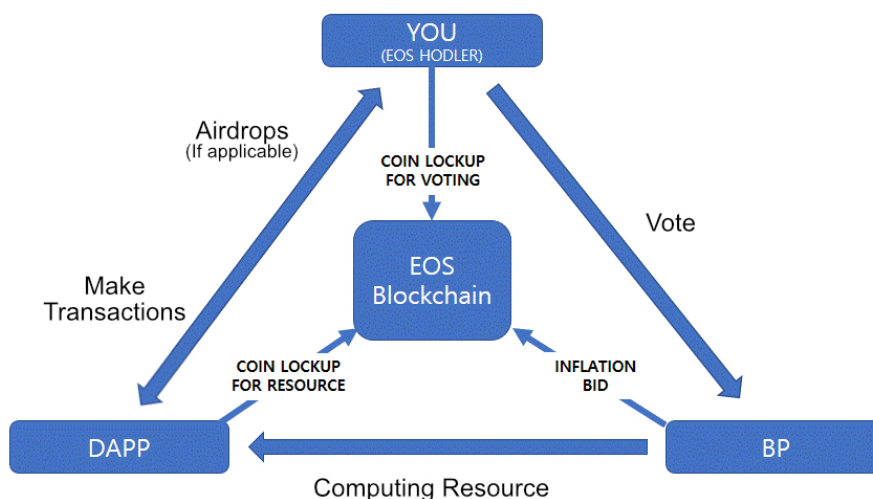 YOU
(EOS HODLER)
Airdrops
(If applicable)
COIN LOCKUP
FOR VOTING
Vote
EOS
Blockchain
Make
Transactions
COIN LOCKUP
FOR RESOURCE
INFLATION
BID
DAPP
BP
Computing Resource